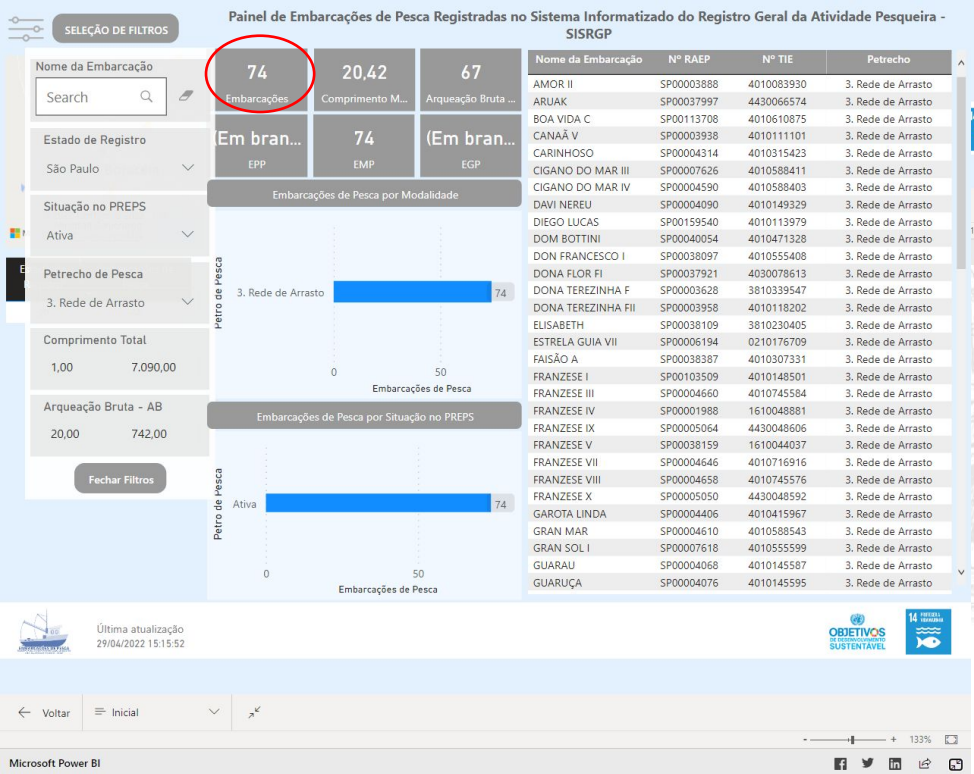 Painel de Embarcações de Pesca Registradas no Sistema Informatizado do Registro Geral da Atividade Pesqueira -
SISRGP
SELEÇÃO DE FILTROS
Nome da Embarcação
Search
Estado de Registro
São Paulo
Situação no PREPS
Ativa
Petrecho de Pesca
3. Rede de Arrasto
Comprimento Total
1,00 7.090,00
Arqueação Bruta - AB
20,00 742,00
Fechar Filtros
74
Embarcações
20,42
Comprimento M...
67
Arqueação Bruta ...
(Em bran...
EPP
74
EMP
(Em bran...
EGP
Embarcações de Pesca por Modalidade
Petro de Pesca
3. Rede de Arrasto
74
0 50
Embarcações de Pesca
Embarcações de Pesca por Situação no PREPS
Petro de Pesca
Ativa
74
0 50
Embarcações de Pesca
Nome da Embarcação Nº RAEP Nº TIE Petrecho
AMOR II SP00003888 4010083930 3. Rede de Arrasto
ARUAK SP00037997 4430066574 3. Rede de Arrasto
BOA VIDA C SP00113708 4010610875 3. Rede de Arrasto
CANAÃ V SP00003938 4010111101 3. Rede de Arrasto
CARINHOSO SP00004314 4010315423 3. Rede de Arrasto
CIGANO DO MAR III SP00007626 4010588411 3. Rede de Arrasto
CIGANO DO MAR IV SP00004590 4010588403 3. Rede de Arrasto
DAVI NEREU SP00004090 4010149329 3. Rede de Arrasto
DIEGO LUCAS SP00159540 4010113979 3. Rede de Arrasto
DOM BOTTINI SP00040054 4010471328 3. Rede de Arrasto
DON FRANCESCO I SP00038097 4010555408 3. Rede de Arrasto
DONA FLOR FI SP00037921 4030078613 3. Rede de Arrasto
DONA TEREZINHA F SP00003628 3810339547 3. Rede de Arrasto
DONA TEREZINHA FII SP00003958 4010118202 3. Rede de Arrasto
ELISABETH SP00038109 3810230405 3. Rede de Arrasto
ESTRELA GUIA VII SP00006194 0210176709 3. Rede de Arrasto
FAISÃO A SP00038387 4010307331 3. Rede de Arrasto
FRANZESE I SP00103509 4010148501 3. Rede de Arrasto
FRANZESE III SP00004660 4010745584 3. Rede de Arrasto
FRANZESE IV SP00001988 1610048881 3. Rede de Arrasto
FRANZESE IX SP00005064 4430048606 3. Rede de Arrasto
FRANZESE V SP00038159 1610044037 3. Rede de Arrasto
FRANZESE VII SP00004646 4010716916 3. Rede de Arrasto
FRANZESE VIII SP00004658 4010745576 3. Rede de Arrasto
FRANZESE X SP00005050 4430048592 3. Rede de Arrasto
GAROTA LINDA SP00004406 4010415967 3. Rede de Arrasto
GRAN MAR SP00004610 4010588543 3. Rede de Arrasto
GRAN SOL I SP00007618 4010555599 3. Rede de Arrasto
GUARAU SP00004068 4010145587 3. Rede de Arrasto
GUARUÇA SP00004076 4010145595 3. Rede de Arrasto
Última atualização
29/04/2022 15:15:52
OBJETIVOS
DE DESENVOLVIMENTO
SUSTENTÁVEL
14
Voltar
Inicial
- + 133%
Microsoft Power BI